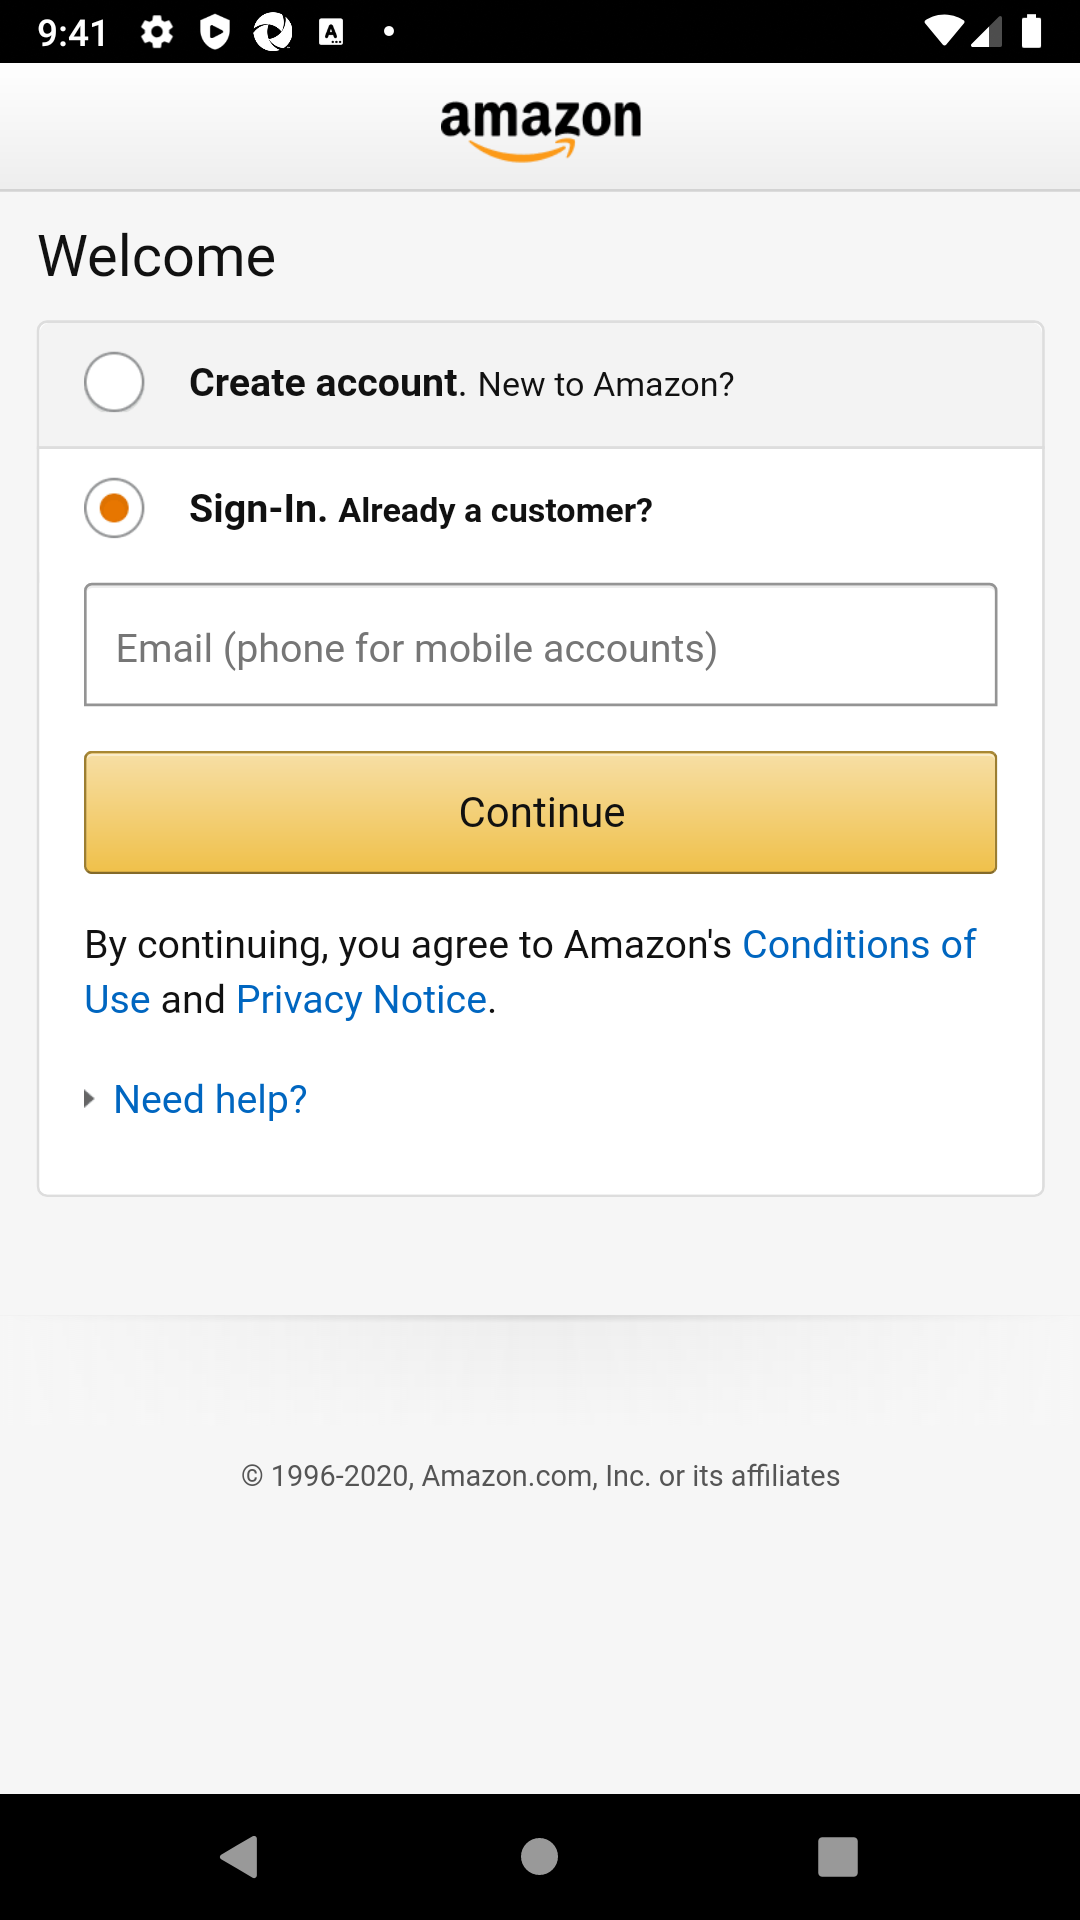 9:41
amazon
Welcome
Create account. New to Amazon?
Sign-In. Already a customer?
Email (phone for mobile accounts)
Continue
By continuing, you agree to Amazon's Conditions of
Use and Privacy Notice.
Need help?
© 1996-2020, Amazon.com, Inc. or its affiliates